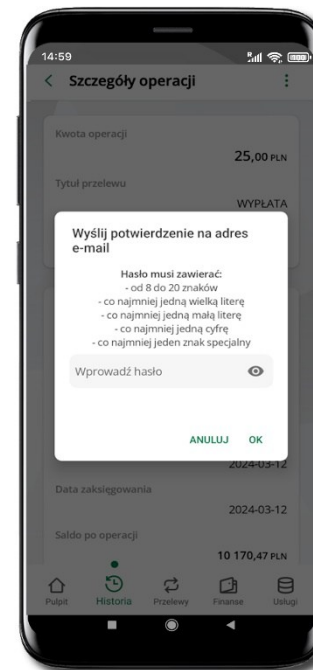 14:59
Szczegóły operacji
Kwota operacji
25,00 PLN
Tytuł przelewu
WYPŁATA
Wyślij potwierdzenie na adres
e-mail
Hasło musi zawierać:
- od 8 do 20 znaków
- co najmniej jedną wielką literę
- co najmniej jedną małą literę
- co najmniej jedną cyfrę
- co najmniej jeden znak specjalny
Wprowadź hasło
ANULUJ OK
2024-03-12
Data zaksięgowania
2024-03-12
Saldo po operacji
10 170,47 PLN
Pulpit Historia Przelewy Finanse Usługi